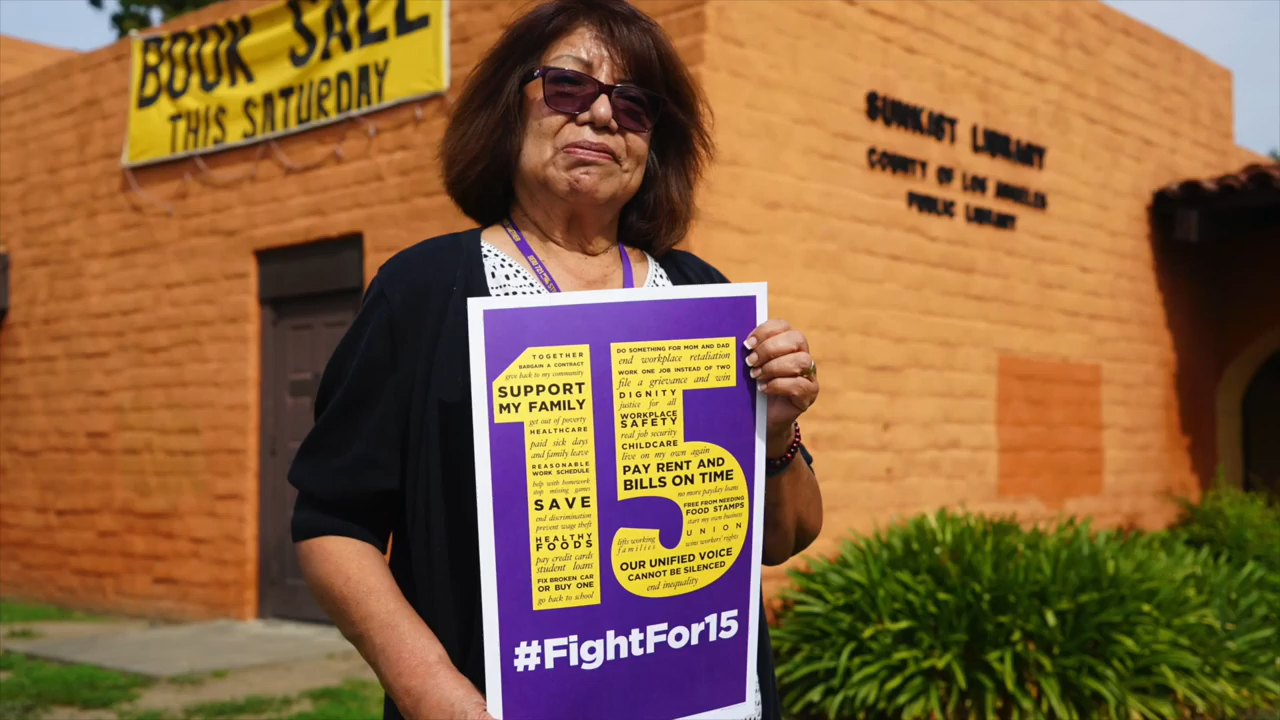 BOOK SALE
THIS SATURDAY
SUNKIST LIBRARY
COUNTY OF LOS ANGELES
PUBLIC LIBRARY
TOGETHER
BARGAIN A CONTRACT
give back to my community
SUPPORT
MY FAMILY
get out of poverty
HEALTHCARE
paid sick days
and family leave
REASONABLE
WORK SCHEDULE
help with homework
stop missing games
SAVE
end discrimination
prevent wage theft
HEALTHY
FOODS
pay credit cards
student loans
FIX BROKEN CAR
OR BUY ONE
go back to school
DO SOMETHING FOR MOM AND DAD
end workplace retaliation
WORK ONE JOB INSTEAD OF TWO
file a grievance and win
DIGNITY
justice for all
WORKPLACE
SAFETY
real job security
CHILDCARE
live on my own again
PAY RENT AND
BILLS ON TIME
no more payday loans
FREE FROM NEEDING
FOOD STAMPS
start my own business
UNION
wins workers' rights
lifts working
families
OUR UNIFIED VOICE
CANNOT BE SILENCED
end inequality
#FightFor15